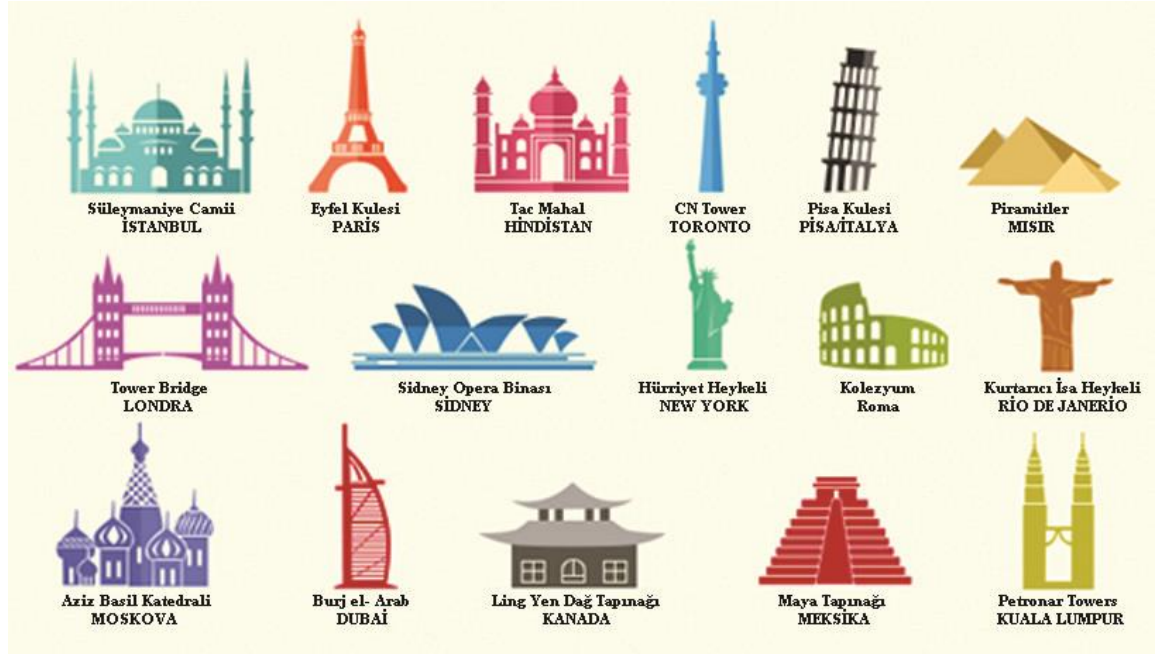 Süleymaniye Camii
İSTANBUL
Eyfel Kulesi
PARİS
Tac Mahal
HİNDİSTAN
CN Tower
TORONTO
Pisa Kulesi
PİSA/İTALYA
Piramitler
MISIR
Tower Bridge
LONDRA
Sidney Opera Binası
SİDNEY
Hürriyet Heykeli
NEW YORK
Kolezyum
Roma
Kurtarıcı İsa Heykeli
RİO DE JANERİO
Aziz Basil Katedrali
MOSKOVA
Burj el- Arab
DUBAİ
Ling Yen Dağ Tapınağı
KANADA
Maya Tapınağı
MEKSİKA
Petronar Towers
KUALA LUMPUR